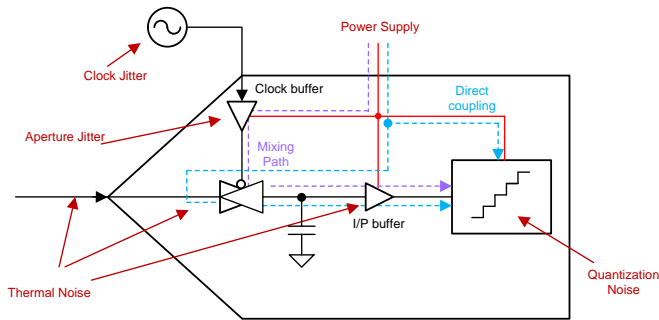 Power Supply
Clock Jitter
Clock buffer
Direct
coupling
Aperture Jitter
Mixing
Path
I/P buffer
Thermal Noise
Quantization
Noise